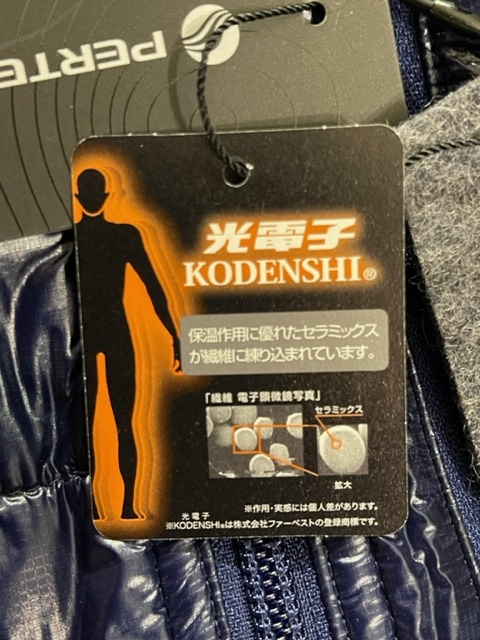 PERTE
光電子
KODENSHI®
保温作用に優れたセラミックス
が繊維に練り込まれています。
「繊維 電子顕微鏡写真」
セラミックス
拡大
※作用・実感には個人差があります。
光電子
※KODENSHI®は株式会社ファーベストの登録商標です。